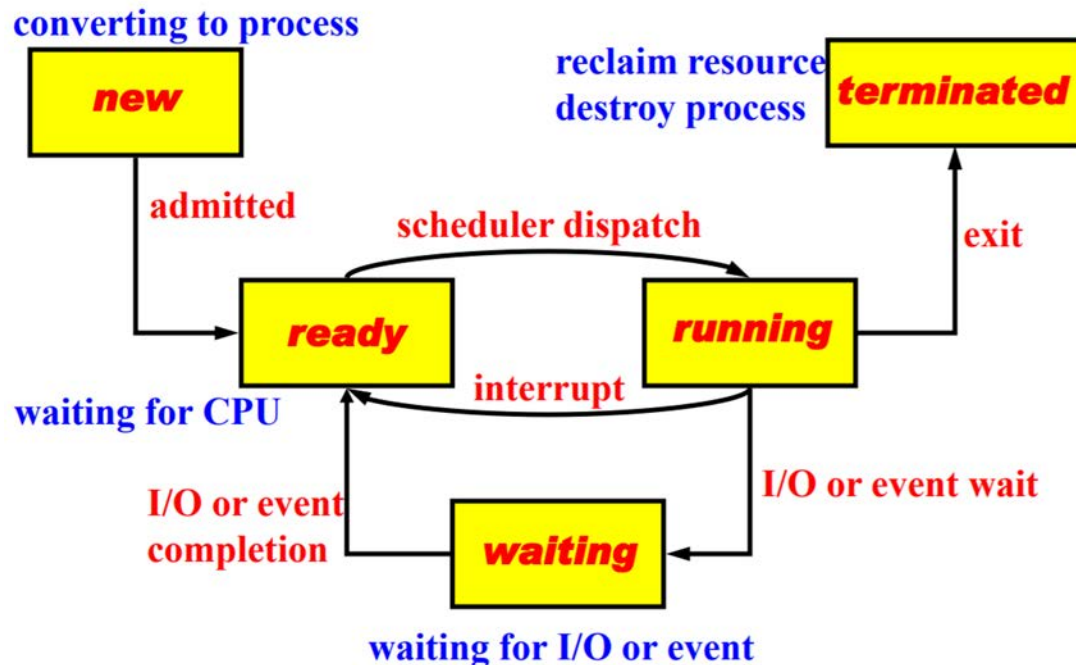 converting to process
new
reclaim resource
destroy process
terminated
admitted
scheduler dispatch
exit
ready
running
interrupt
waiting for CPU
I/O or event
completion
I/O or event wait
waiting
waiting for I/O or event